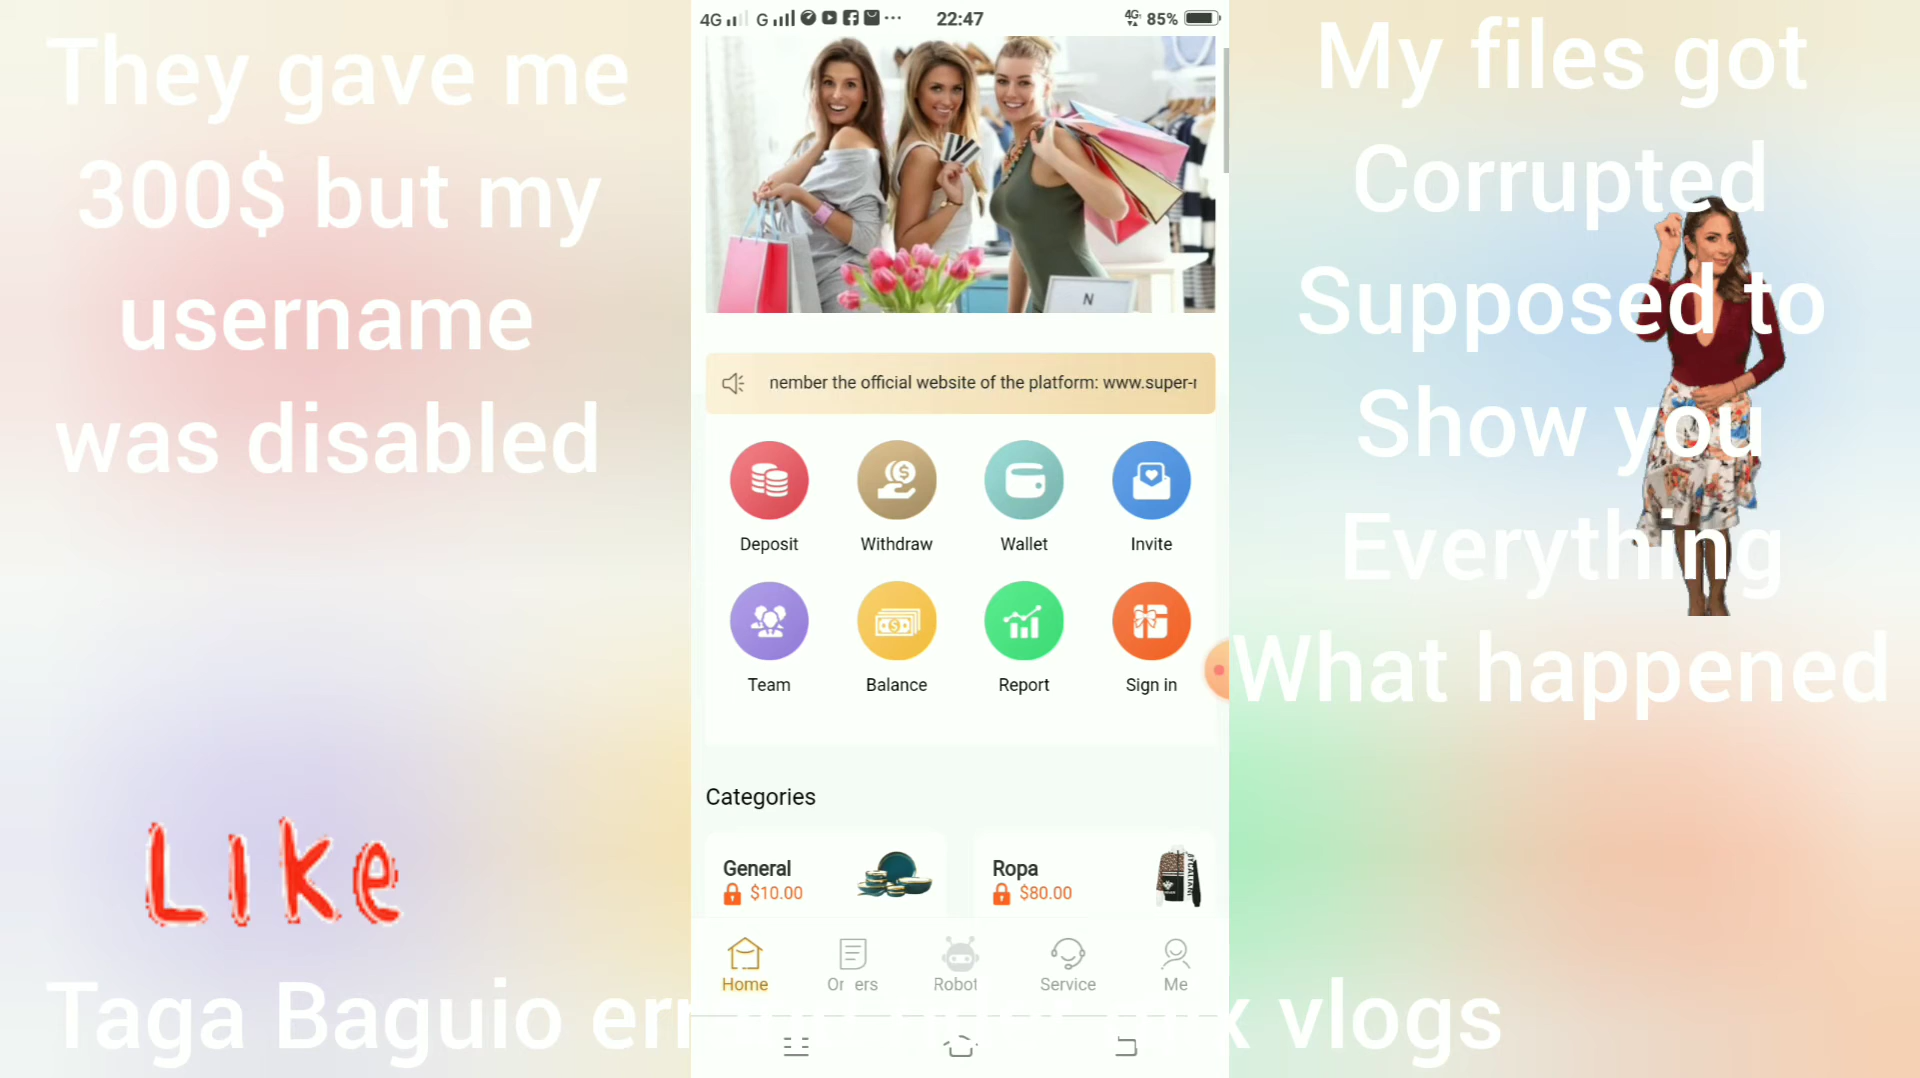 They gave me
300$ but my
username
was disabled
4G G 22:47 4G 85%
N
nember the official website of the platform: www.super-
Deposit Withdraw Wallet Invite
Team Balance Report Sign in
Categories
General
$10.00
Ropa
$80.00
Home Or ers Robot Service Me
My files got
Corrupted
Supposed to
Show you
Everything
What happened
LIKe
Taga Baguio vlogs